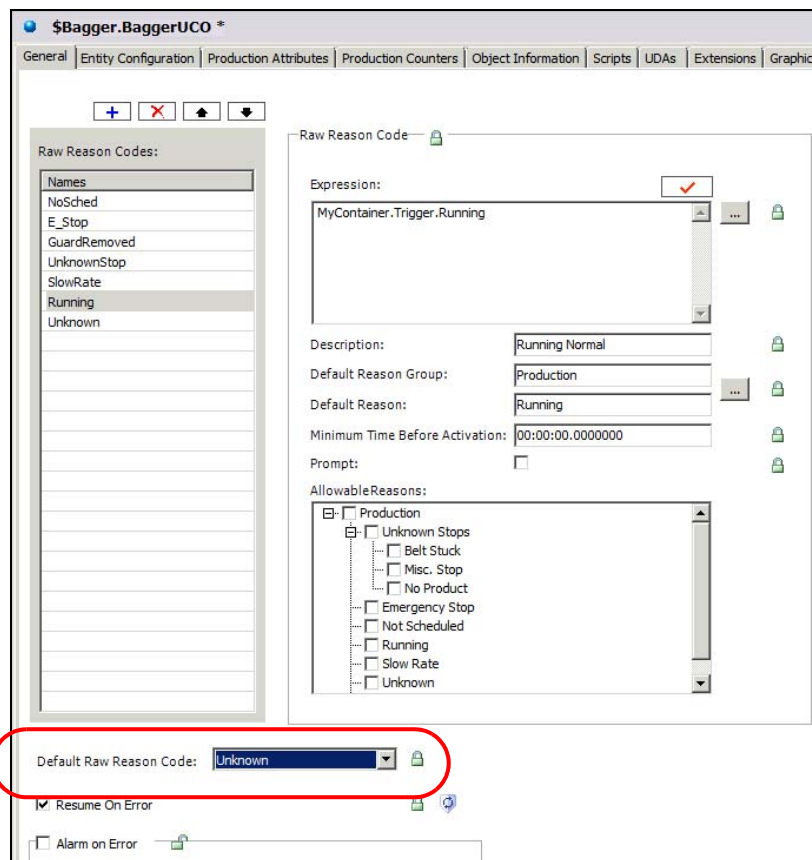 $Bagger.BaggerUCO *
General Entity Configuration Production Attributes Production Counters Object Information Scripts UDAs Extensions Graphic
Raw Reason Codes:
Names
NoSched
E_Stop
GuardRemoved
UnknownStop
SlowRate
Running
Unknown
Raw Reason Code
Expression:
MyContainer.Trigger.Running
...
Description: Running Normal
Default Reason Group: Production
...
Default Reason: Running
Minimum Time Before Activation: 00:00:00.0000000
Prompt:
AllowableReasons:
Production
Unknown Stops
Belt Stuck
Misc. Stop
No Product
Emergency Stop
Not Scheduled
Running
Slow Rate
Unknown
Default Raw Reason Code: Unknown
Resume On Error
Alarm on Error